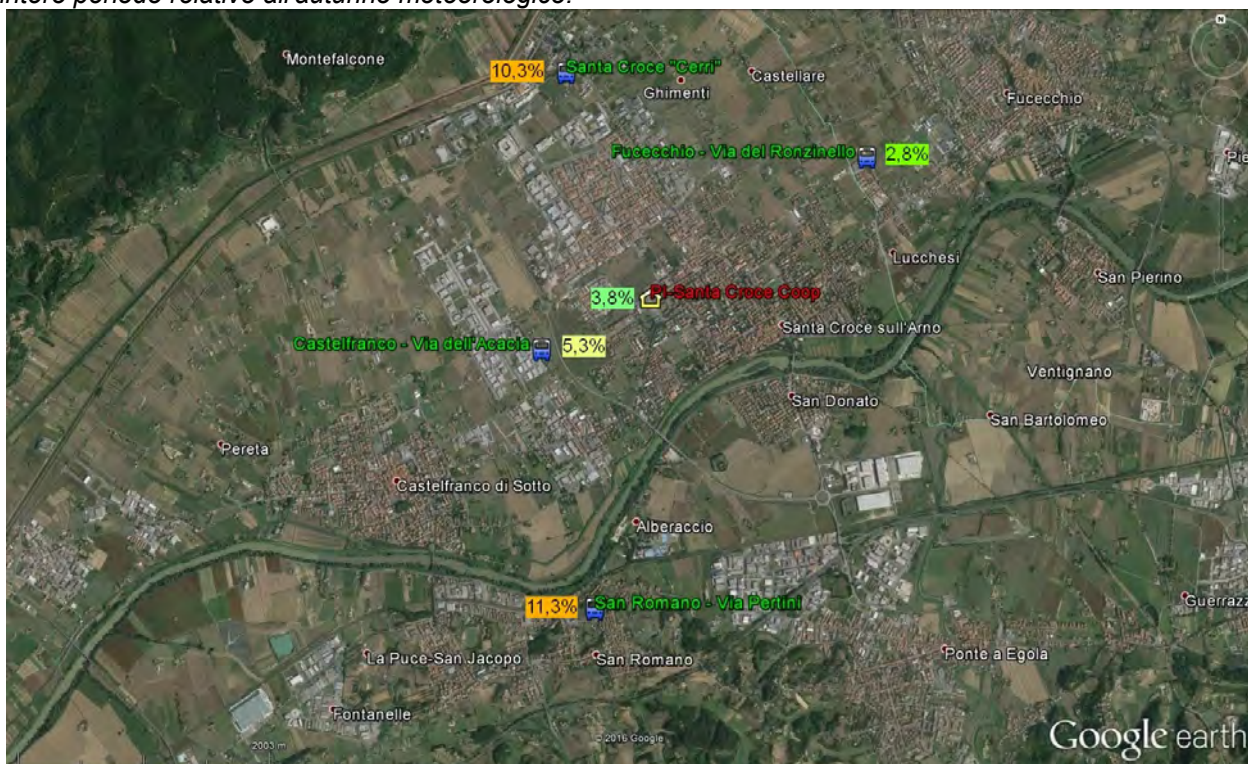 intero periodo relativo all'autunno meteorologico.
Montefalcone
10,3%
Santa Croce "Cerri"
Ghimenti
Castellare
Fucecchio
N
Fucecchio - Via del Ronzinello
2,8%
Pie
Lucchesi
San Pierino
3,8%
PI-Santa Croce Coop
Santa Croce sull'Arno
Castelfranco - Via dell'Acacia
5,3%
Ventignano
San Donato
San Bartolomeo
Pereta
Castelfranco di Sotto
Alberaccio
11,3%
San Romano - Via Pertini
Guerrazz
La Puce-San Jacopo
San Romano
Ponte a Egola
Fontanelle
2003 m
© 2016 Google
Google earth